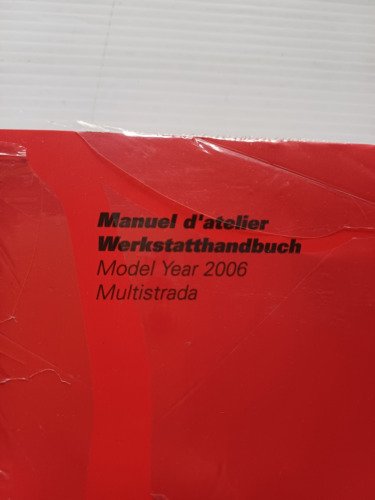 Manuel d'atelier
Werkstatthandbuch
Model Year 2006
Multistrada